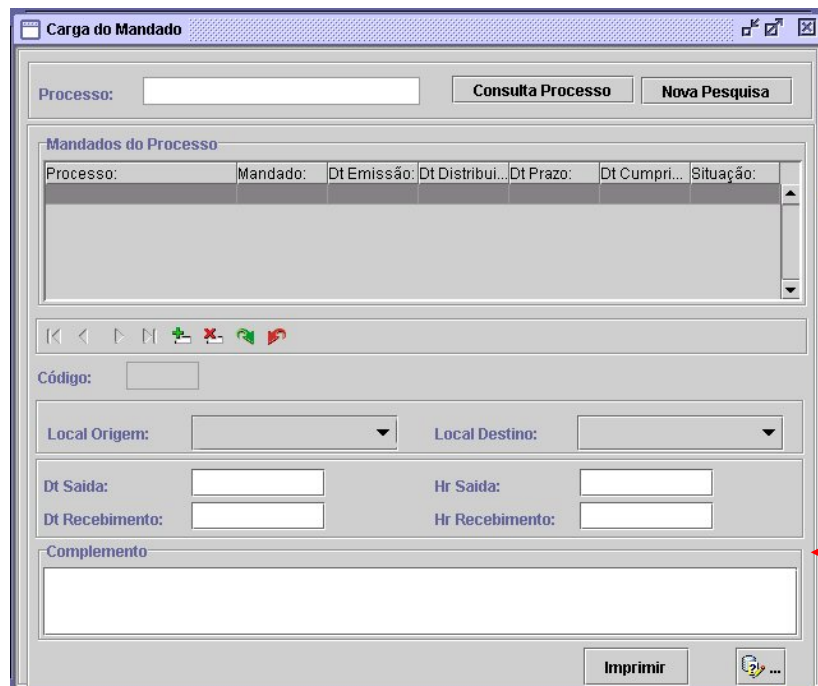 Carga do Mandado
Processo: Consulta Processo Nova Pesquisa
Mandados do Processo
Processo: Mandado: Dt Emissão: Dt Distribui... Dt Prazo: Dt Cumpri... Situação:
Código:
Local Origem: Local Destino:
Dt Saida: Hr Saida:
Dt Recebimento: Hr Recebimento:
Complemento
Imprimir ...